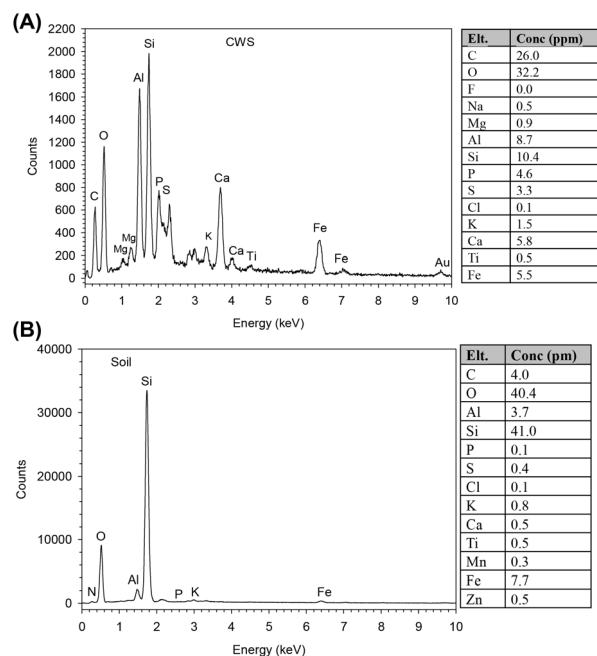 (A)
CWS
2200
2000
1800
1600
1400
1200
1000
800
600
400
200
0
Counts
C
O
Mg
Mg
Al
Si
P
S
K
Ca
Ca
Ti
Fe
Fe
Au
0 1 2 3 4 5 6 7 8 9 10
Energy (keV)
Elt. Conc (ppm)
C 26.0
O 32.2
F 0.0
Na 0.5
Mg 0.9
Al 8.7
Si 10.4
P 4.6
S 3.3
Cl 0.1
K 1.5
Ca 5.8
Ti 0.5
Fe 5.5
(B)
Soil
40000
30000
20000
10000
0
Counts
N
O
Al
Si
P
K
Fe
0 1 2 3 4 5 6 7 8 9 10
Energy (keV)
Elt. Conc (pm)
C 4.0
O 40.4
Al 3.7
Si 41.0
P 0.1
S 0.4
Cl 0.1
K 0.8
Ca 0.5
Ti 0.5
Mn 0.3
Fe 7.7
Zn 0.5